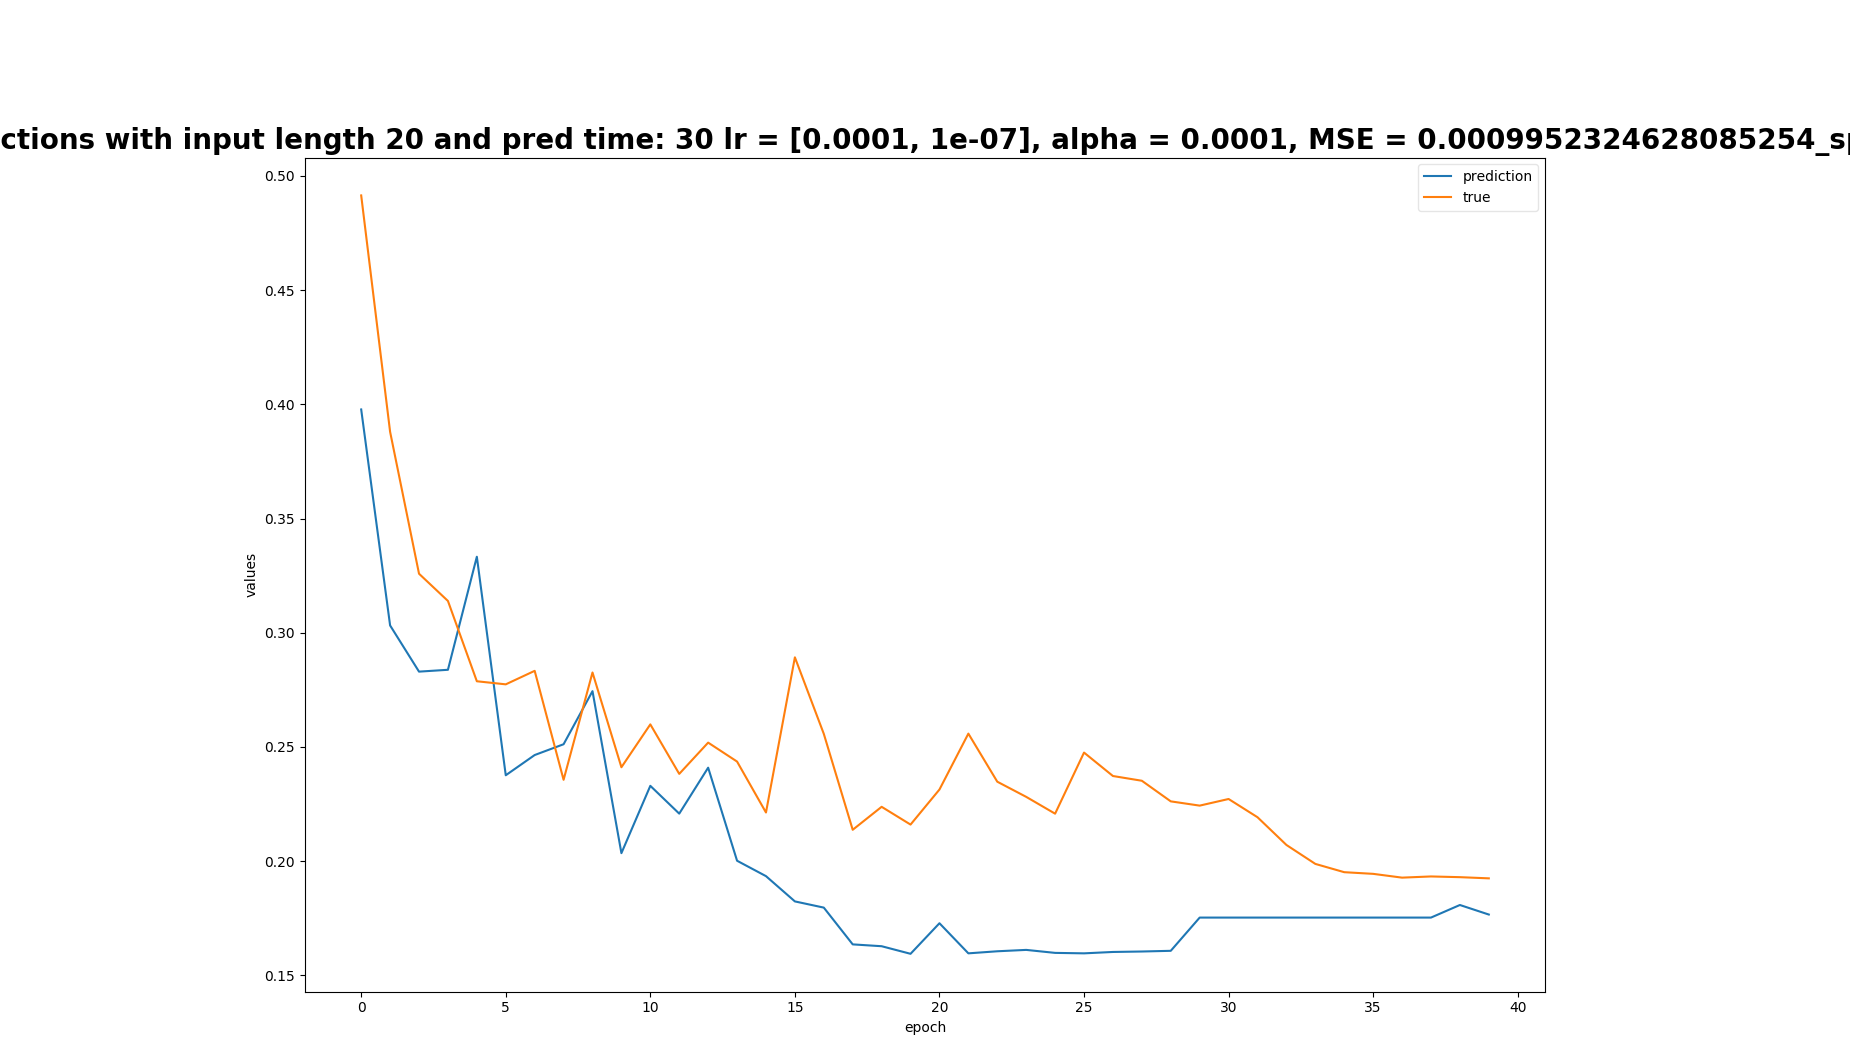 ctions with input length 20 and pred time: 30 lr = [0.0001, 1e-07], alpha = 0.0001, MSE = 0.0009952324628085254_sp
prediction
true
0.50
0.45
0.40
0.35
0.30
0.25
0.20
0.15
values
0 5 10 15 20 25 30 35 40
epoch